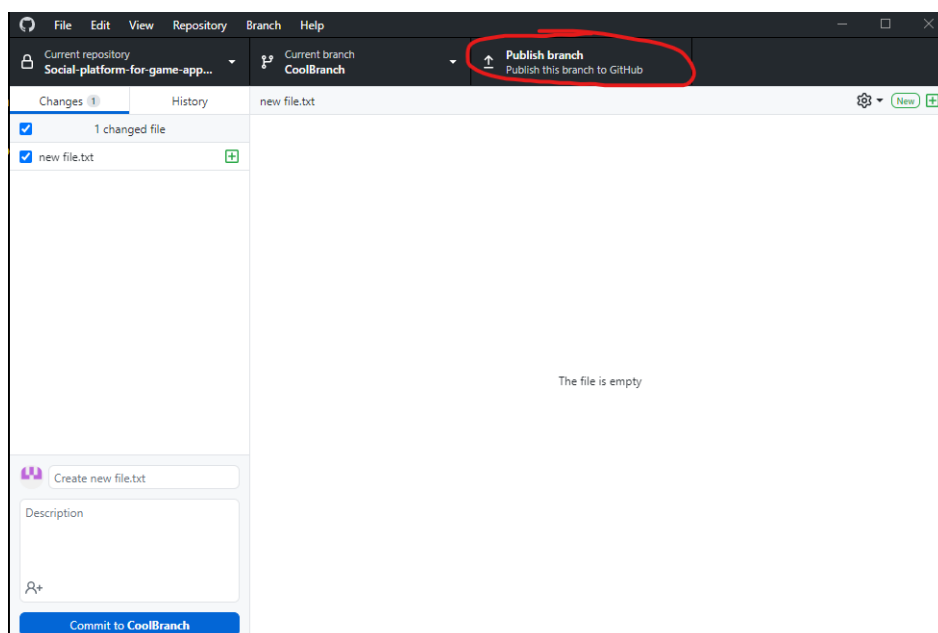 File Edit View Repository Branch Help
Current repository
Social-platform-for-game-app...
Current branch
CoolBranch
Publish branch
Publish this branch to GitHub
Changes 1 History
new file.txt
New
1 changed file
new file.txt
The file is empty
Create new file.txt
Description
Commit to CoolBranch